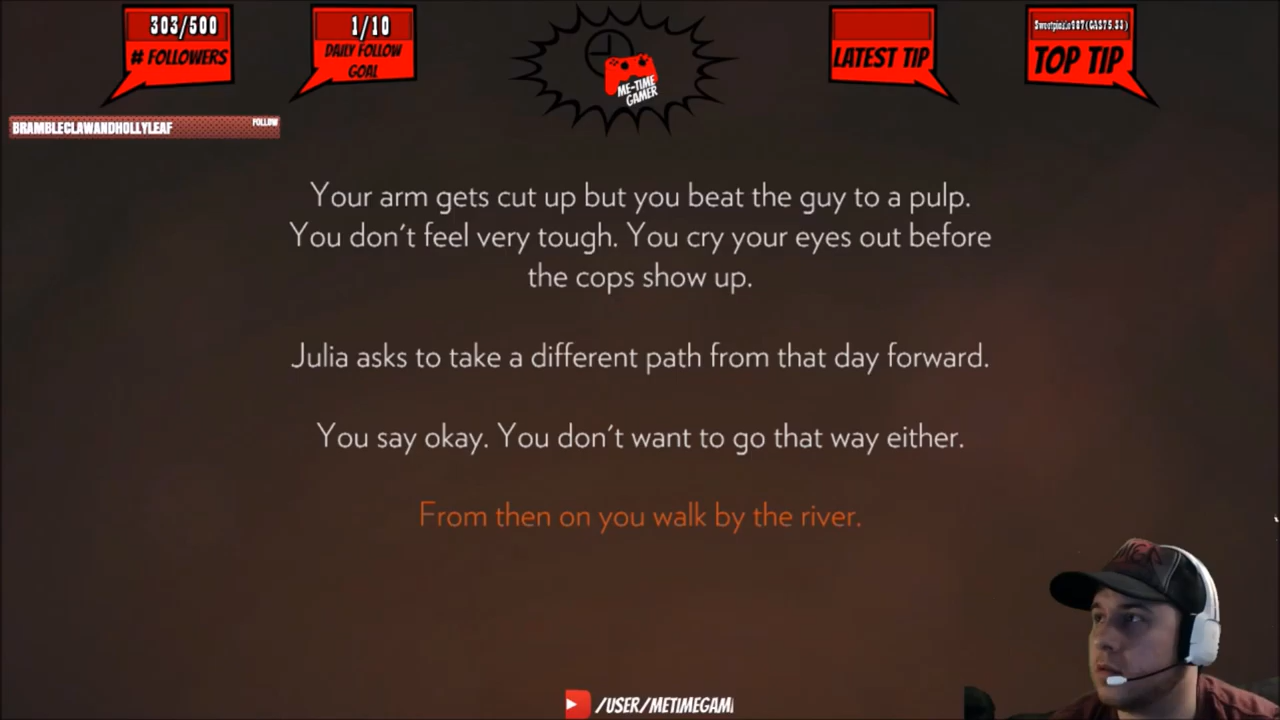 303/500
# FOLLOWERS
1/10
DAILY FOLLOW
GOAL
ME-TIME
GAMER
LATEST TIP
TOP TIP
BRAMBLECLAWANDHOLLYLEAF
FOLLOW
Your arm gets cut up but you beat the guy to a pulp.
You don't feel very tough. You cry your eyes out before
the cops show up.
Julia asks to take a different path from that day forward.
You say okay. You don't want to go that way either.
From then on you walk by the river.
/USER/METIMEGAM